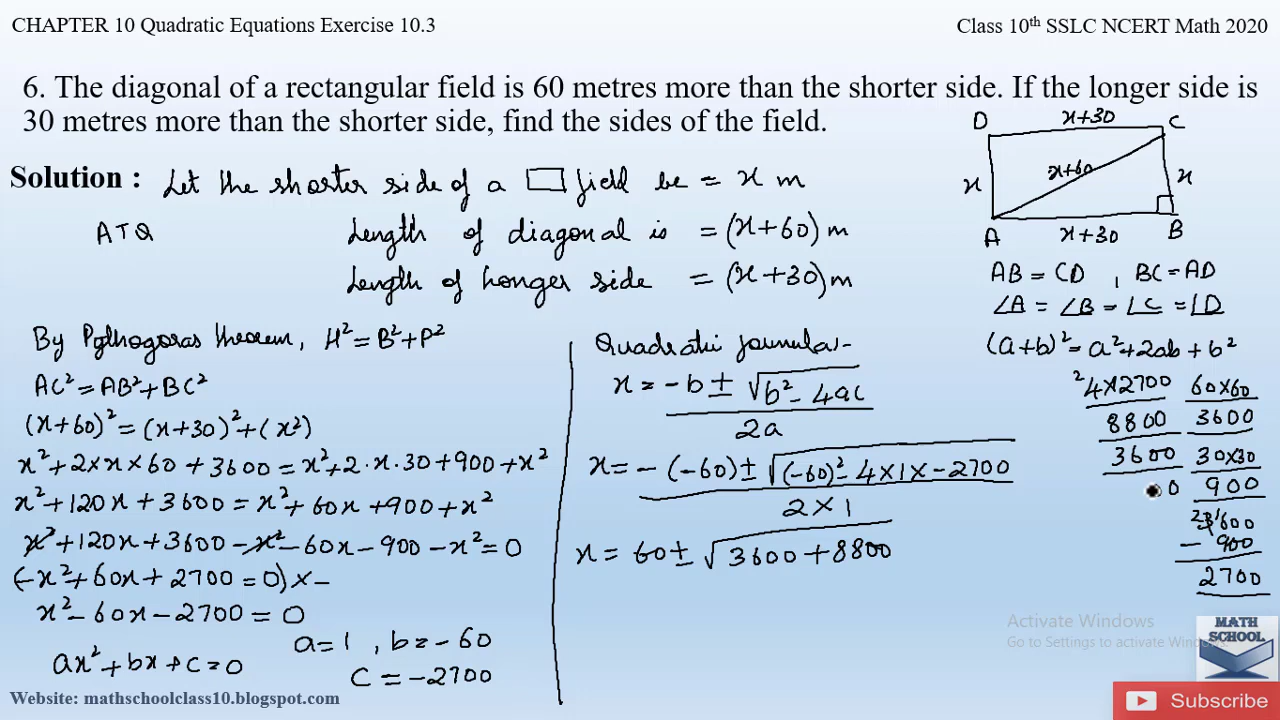 CHAPTER 10 Quadratic Equations Exercise 10.3
Class 10th SSLC NCERT Math 2020
6. The diagonal of a rectangular field is 60 metres more than the shorter side. If the longer side is
30 metres more than the shorter side, find the sides of the field.
D x+30 C
x x+60 x
A x+30 B
Solution : Let the shorter side of a ▭ field be = x m
ATQ Length of diagonal is = (x+60) m
Length of Longer side = (x+30) m
AB = CD , BC = AD
∠A = ∠B = ∠C = ∠D
(a+b)² = a²+2ab+b²
By Pythogoras theorem, H² = B²+P²
AC² = AB²+BC²
(x+60)² = (x+30)²+(x²)
x²+2×x×60+3600 = x²+2·x·30+900+x²
x²+120x+3600 = x²+60x+900+x²
x²+120x+3600-x²-60x-900-x²=0
(-x²+60x+2700=0)×-
x²-60x-2700=0
a=1, b=-60
ax²+bx+c=0
c=-2700
Quadratic formula:-
x = -b±√b²-4ac
2a
x = -(-60)±√(-60)²-4×1×-2700
2×1
x = 60±√3600+8800
2
4×2700
8800
3600
0
60×60
3600
30×30
900
2 1
3600
- 900
2700
Activate Windows
Go to Settings to activate Windows.
MATH
SCHOOL
Website: mathschoolclass10.blogspot.com
Subscribe